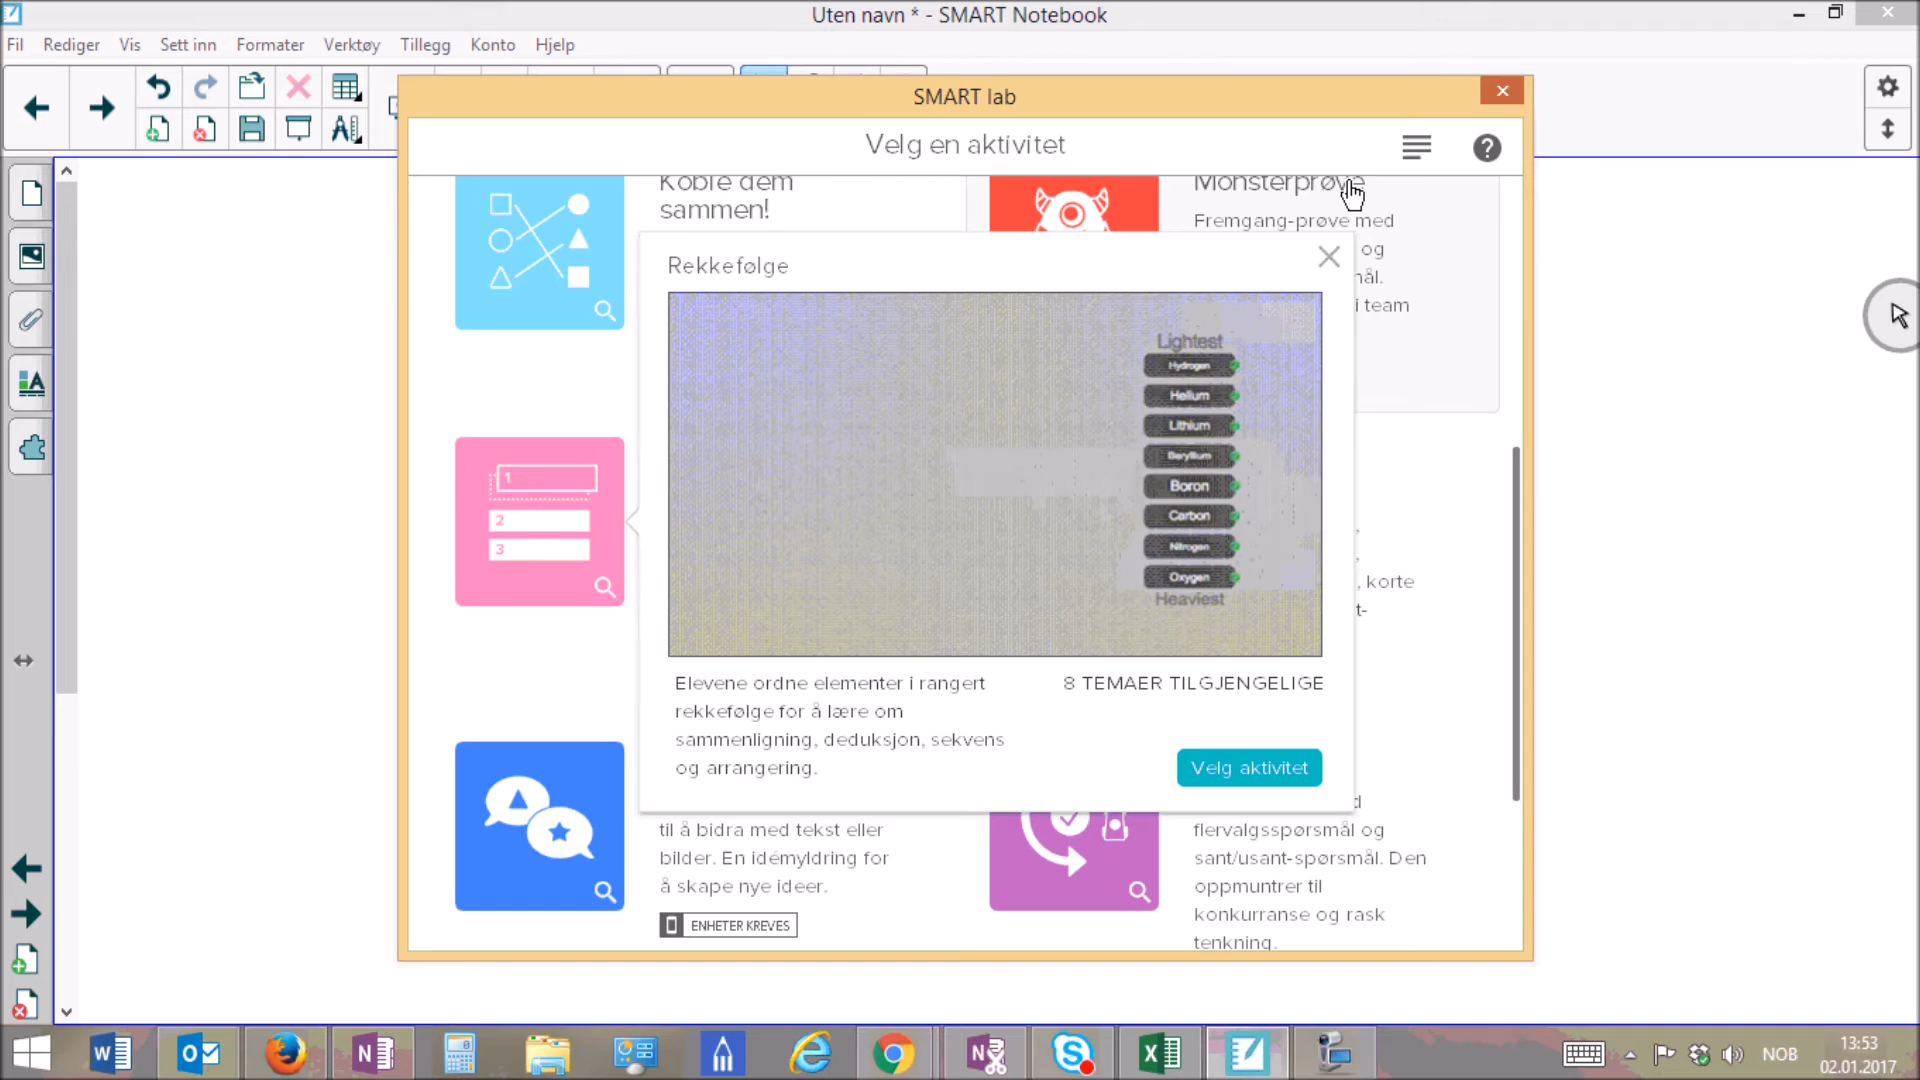 Uten navn * - SMART Notebook
Fil Rediger Vis Sett inn Formater Verktøy Tillegg Konto Hjelp
SMART lab
Velg en aktivitet
Koble dem
sammen!
Monsterprøve
Fremgang-prøve med
og
ål.
i team
Rekkefølge
Lightest
Hydrogen
Helium
Lithium
Beryllium
Boron
Carbon
Nitrogen
Oxygen
Heaviest
1
2
3
, korte
t-
Elevene ordne elementer i rangert
rekkefølge for å lære om
sammenligning, deduksjon, sekvens
og arrangering.
8 TEMAER TILGJENGELIGE
Velg aktivitet
til å bidra med tekst eller
bilder. En idémyldring for
å skape nye ideer.
ENHETER KREVES
d
flervalgsspørsmål og
sant/usant-spørsmål. Den
oppmuntrer til
konkurranse og rask
tenkning.
NOB
13:53
02.01.2017